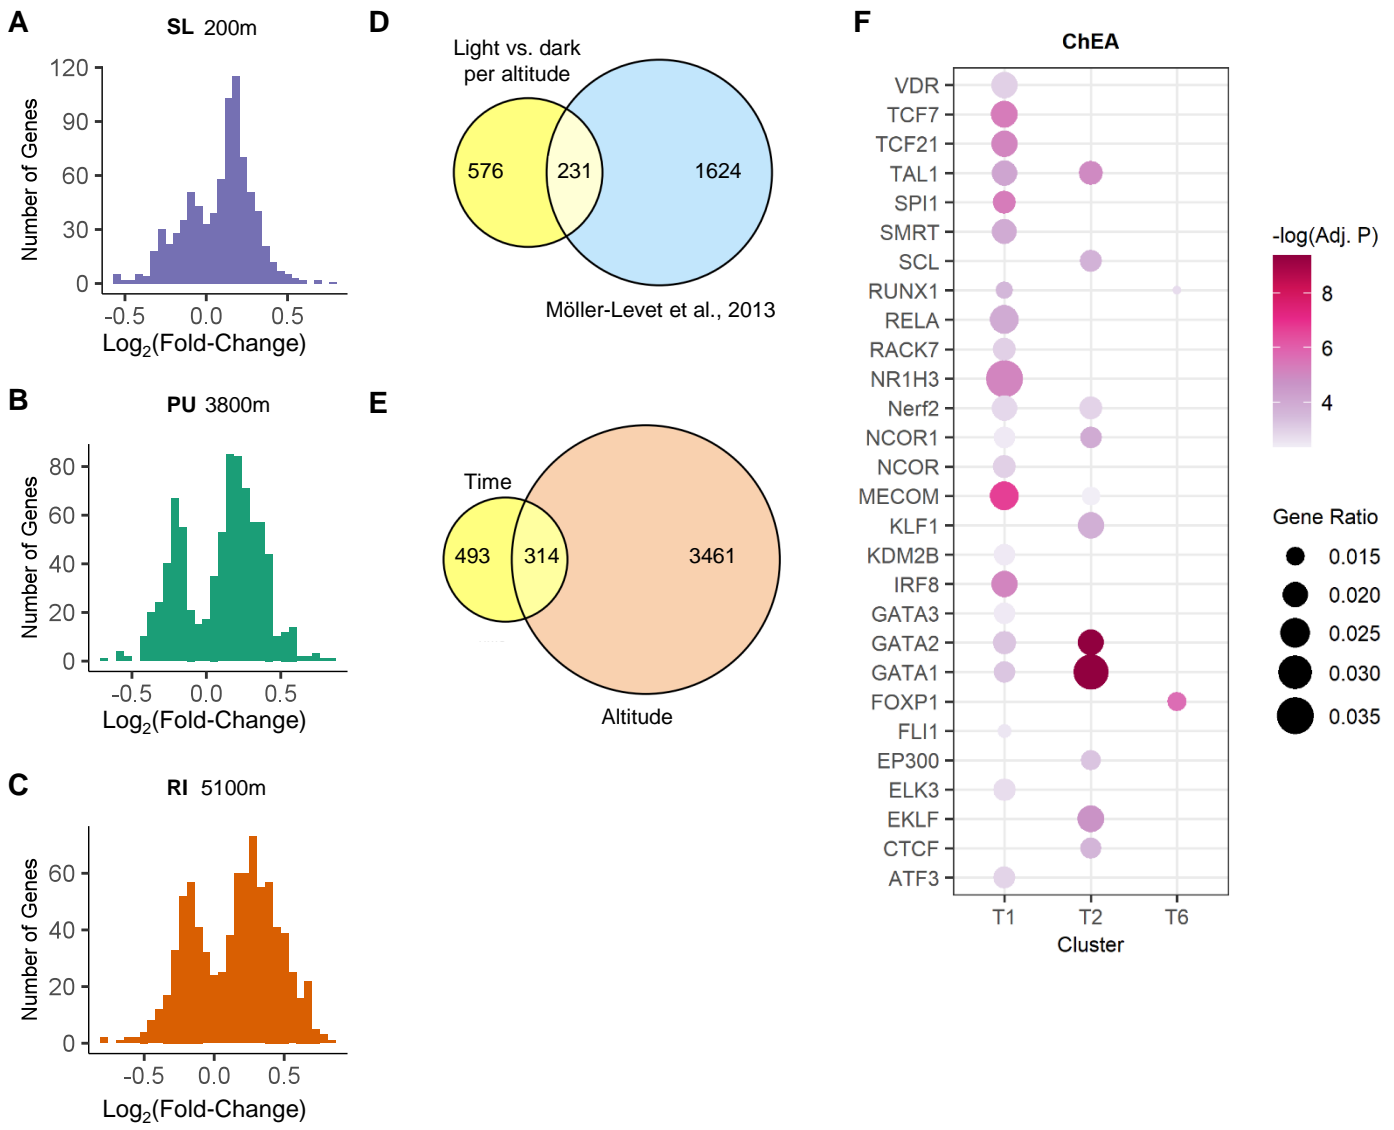 A
SL 200m
120
90
60
30
0
Number of Genes
-0.5 0.0 0.5
Log2(Fold-Change)
B
PU 3800m
80
60
40
20
0
Number of Genes
-0.5 0.0 0.5
Log2(Fold-Change)
C
RI 5100m
60
40
20
0
Number of Genes
-0.5 0.0 0.5
Log2(Fold-Change)
D
Light vs. dark
per altitude
576 231 1624
Möller-Levet et al., 2013
E
Time
493 314 3461
Altitude
F
ChEA
VDR
TCF7
TCF21
TAL1
SPI1
SMRT
SCL
RUNX1
RELA
RACK7
NR1H3
Nerf2
NCOR1
NCOR
MECOM
KLF1
KDM2B
IRF8
GATA3
GATA2
GATA1
FOXP1
FLI1
EP300
ELK3
EKLF
CTCF
ATF3
T1 T2 T6
Cluster
-log(Adj. P)
8
6
4
Gene Ratio
0.015
0.020
0.025
0.030
0.035